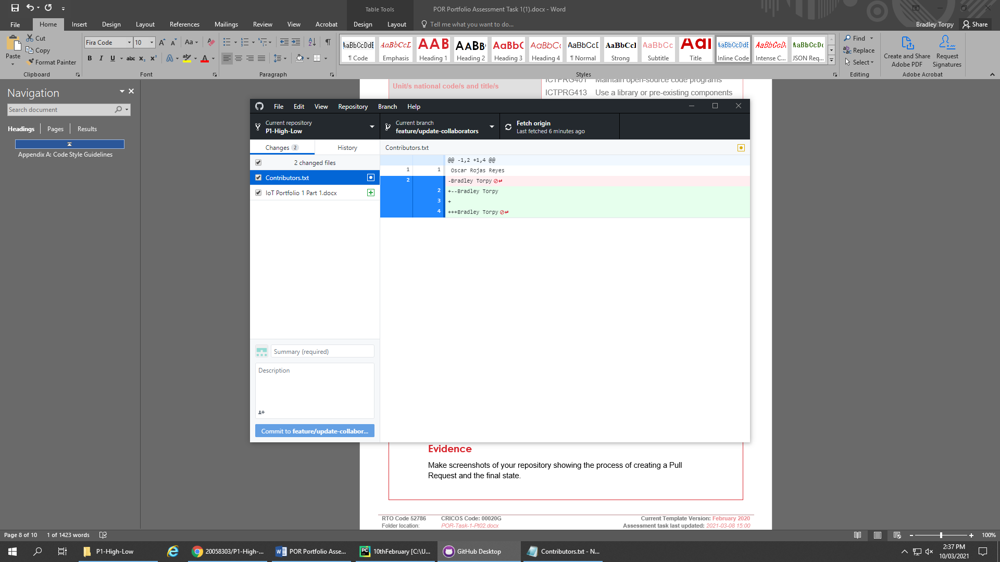 Table Tools
POR Portfolio Assessment Task 1(1).docx - Word
File Home Insert Design Layout References Mailings Review View Acrobat Design Layout Tell me what you want to do...
Bradley Torpy Share
Paste
Cut
Copy
Format Painter
Clipboard
Fira Code 10
Font
Paragraph
AaBbCcDdE ¶ Code
AaBbCcD Emphasis
AAB Heading 1
AABB Heading 2
AaBbC Heading 3
AaBbCc Heading 4
AaBbCcD ¶ Normal
AaBbCcI Strong
AaBbCc Subtitle
AaI Title
AaBbCcDdE Inline Code
AaBbCcDı Intense C...
AaBbCcDc JSON Req...
Styles
Find
Replace
Select
Editing
Create and Share Adobe PDF
Request Signatures
Adobe Acrobat
Navigation
Search document
Headings Pages Results
Appendix A: Code Style Guidelines
Unit/s national code/s and title/s
ICTPRG401 Maintain open-source code programs
ICTPRG413 Use a library or pre-existing components
File Edit View Repository Branch Help
Current repository
P1-High-Low
Current branch
feature/update-collaborators
Fetch origin
Last fetched 6 minutes ago
Changes 2 History
2 changed files
Contributors.txt
IoT Portfolio 1 Part 1.docx
Contributors.txt
@@ -1,2 +1,4 @@
1 1 Oscar Rojas Reyes
2 -Bradley Torpy
2 +--Bradley Torpy
3 +
4 +++Bradley Torpy
Summary (required)
Description
Commit to feature/update-collabor...
Evidence
Make screenshots of your repository showing the process of creating a Pull
Request and the final state.
RTO Code 52786 CRICOS Code: 00020G Current Template Version: February 2020
Folder location: POR-Task-1-Pt02.docx Assessment task last updated: 2021-03-08 15:00
Page 8 of 10 1 of 1423 words
100%
P1-High-Low
20058303/P1-High-...
POR Portfolio Asse...
10thFebruary [C:\U...
GitHub Desktop
Contributors.txt - N...
2:37 PM
10/03/2021